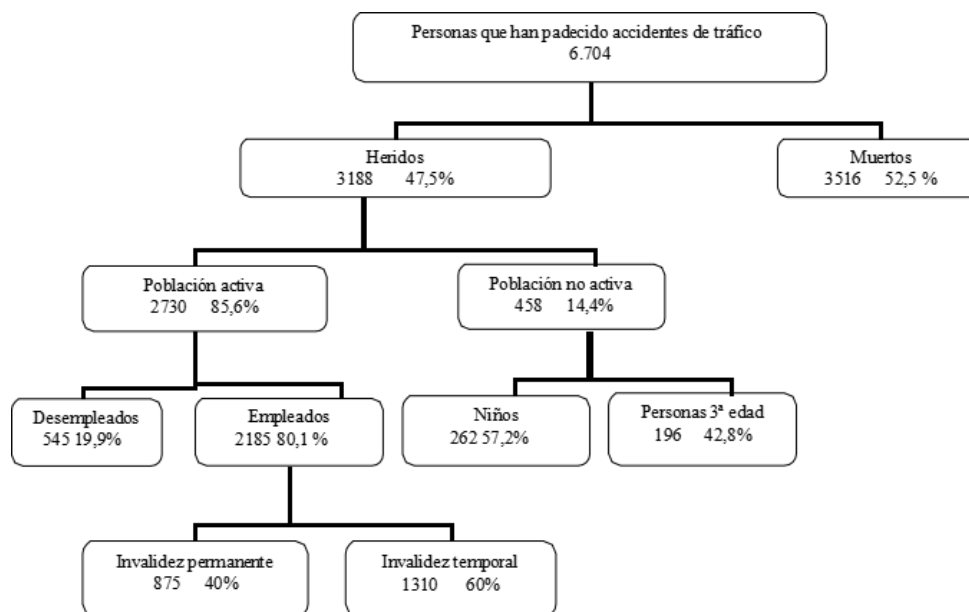 Personas que han padecido accidentes de tráfico
6.704
Heridos
3188 47,5%
Muertos
3516 52,5 %
Población activa
2730 85,6%
Población no activa
458 14,4%
Desempleados
545 19,9%
Empleados
2185 80,1 %
Niños
262 57,2%
Personas 3ª edad
196 42,8%
Invalidez permanente
875 40%
Invalidez temporal
1310 60%